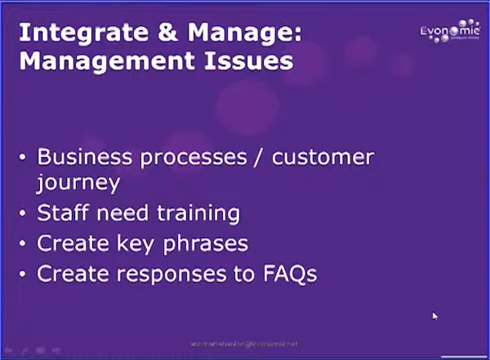 Integrate & Manage:
Management Issues
Evonomie
• Business processes / customer
journey
• Staff need training
• Create key phrases
• Create responses to FAQs